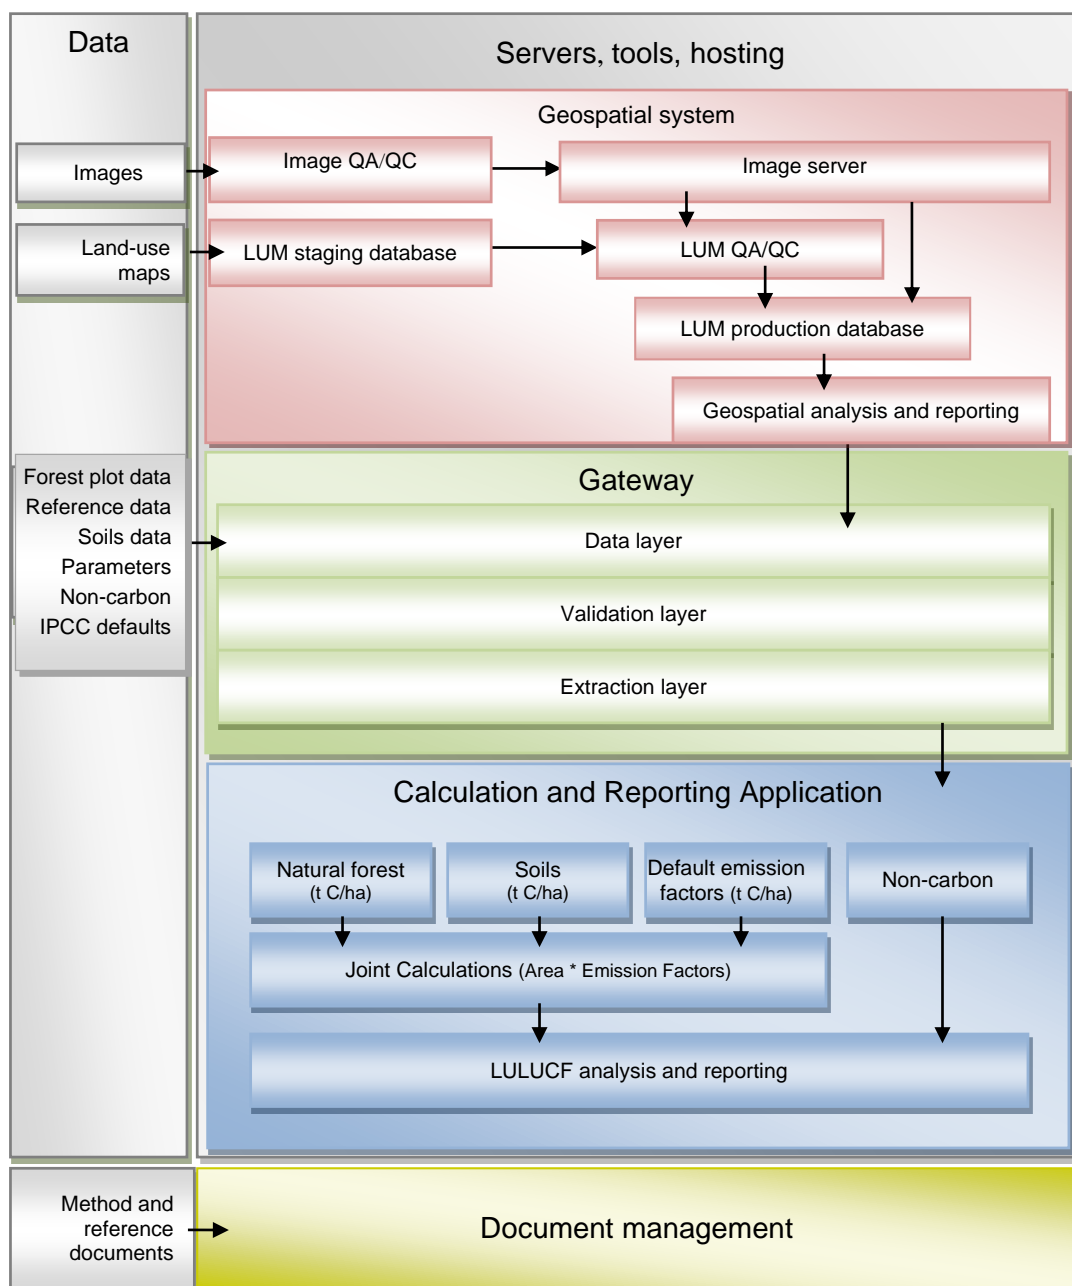 Data
Servers, tools, hosting
Geospatial system
Images
Image QA/QC
Image server
Land-use
maps
LUM staging database
LUM QA/QC
LUM production database
Geospatial analysis and reporting
Forest plot data
Reference data
Soils data
Parameters
Non-carbon
IPCC defaults
Gateway
Data layer
Validation layer
Extraction layer
Calculation and Reporting Application
Natural forest
(t C/ha)
Soils
(t C/ha)
Default emission
factors (t C/ha)
Non-carbon
Joint Calculations (Area * Emission Factors)
LULUCF analysis and reporting
Method and
reference
documents
Document management